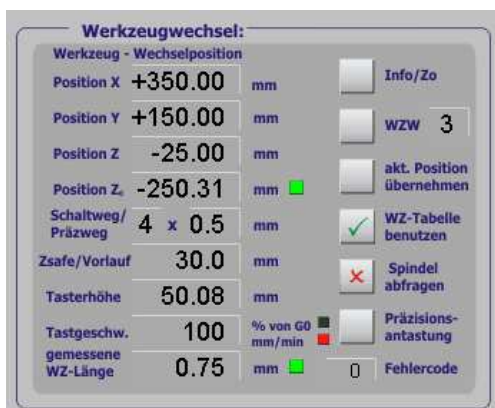 Werkzeugwechsel:
Werkzeug - Wechselposition
Position X +350.00 mm
Info/Zo
Position Y +150.00 mm
WZW 3
Position Z -25.00 mm
akt. Position
übernehmen
Position Zₒ -250.31 mm
Schaltweg/
Präzweg
4 x 0.5 mm
WZ-Tabelle
benutzen
Zsafe/Vorlauf 30.0 mm
Spindel
abfragen
Tasterhöhe 50.08 mm
Tastgeschw. 100
% von G0
mm/min
Präzisions-
antastung
gemessene
WZ-Länge
0.75 mm
0 Fehlercode